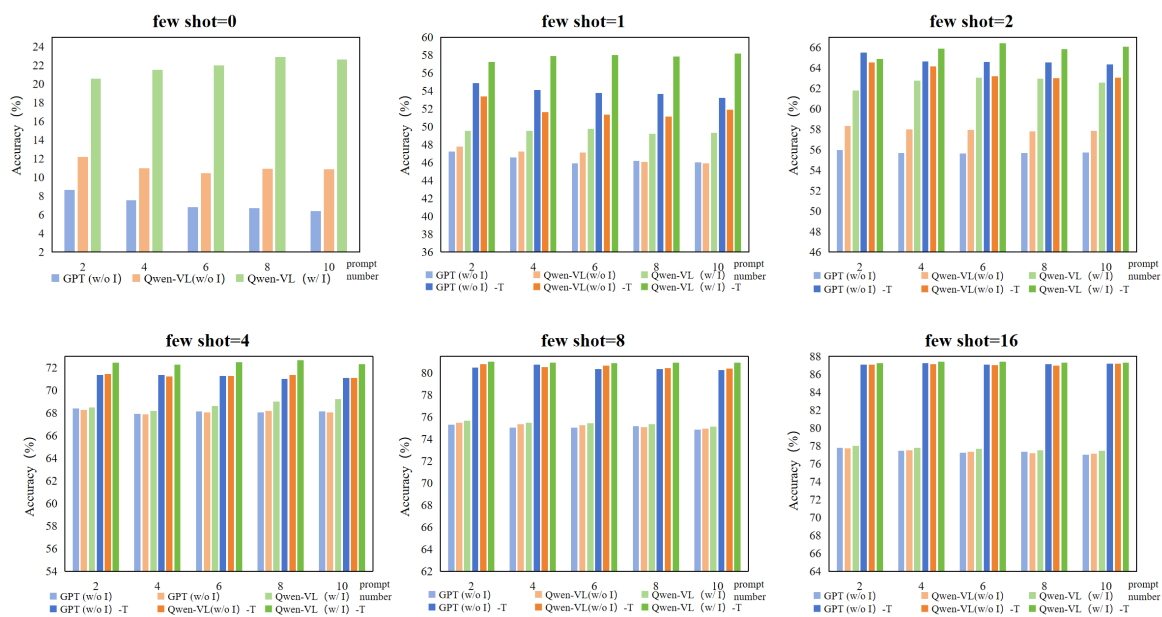 few shot=0
Accuracy (%)
24
22
20
18
16
14
12
10
8
6
4
2
2 4 6 8 10 prompt number
GPT (w/o I) Qwen-VL(w/o I) Qwen-VL (w/ I)
few shot=1
Accuracy (%)
60
58
56
54
52
50
48
46
44
42
40
38
36
2 4 6 8 10 prompt number
GPT (w/o I) Qwen-VL(w/o I) Qwen-VL (w/ I)
GPT (w/o I) -T Qwen-VL(w/o I) -T Qwen-VL (w/ I) -T
few shot=2
Accuracy (%)
66
64
62
60
58
56
54
52
50
48
46
2 4 6 8 10 prompt number
GPT (w/o I) Qwen-VL(w/o I) Qwen-VL (w/ I)
GPT (w/o I) -T Qwen-VL(w/o I) -T Qwen-VL (w/ I) -T
few shot=4
Accuracy (%)
72
70
68
66
64
62
60
58
56
54
2 4 6 8 10 prompt number
GPT (w/o I) GPT (w/o I) Qwen-VL (w/ I)
GPT (w/o I) -T Qwen-VL(w/o I) -T Qwen-VL (w/ I) -T
few shot=8
Accuracy (%)
80
78
76
74
72
70
68
66
64
62
2 4 6 8 10 prompt number
GPT (w/o I) Qwen-VL(w/o I) Qwen-VL (w/ I)
GPT (w/o I) -T Qwen-VL(w/o I) -T Qwen-VL (w/ I) -T
few shot=16
Accuracy (%)
88
86
84
82
80
78
76
74
72
70
68
66
64
2 4 6 8 10 prompt number
GPT (w/o I) Qwen-VL(w/o I) Qwen-VL (w/ I)
GPT (w/o I) -T Qwen-VL(w/o I) -T Qwen-VL (w/ I) -T